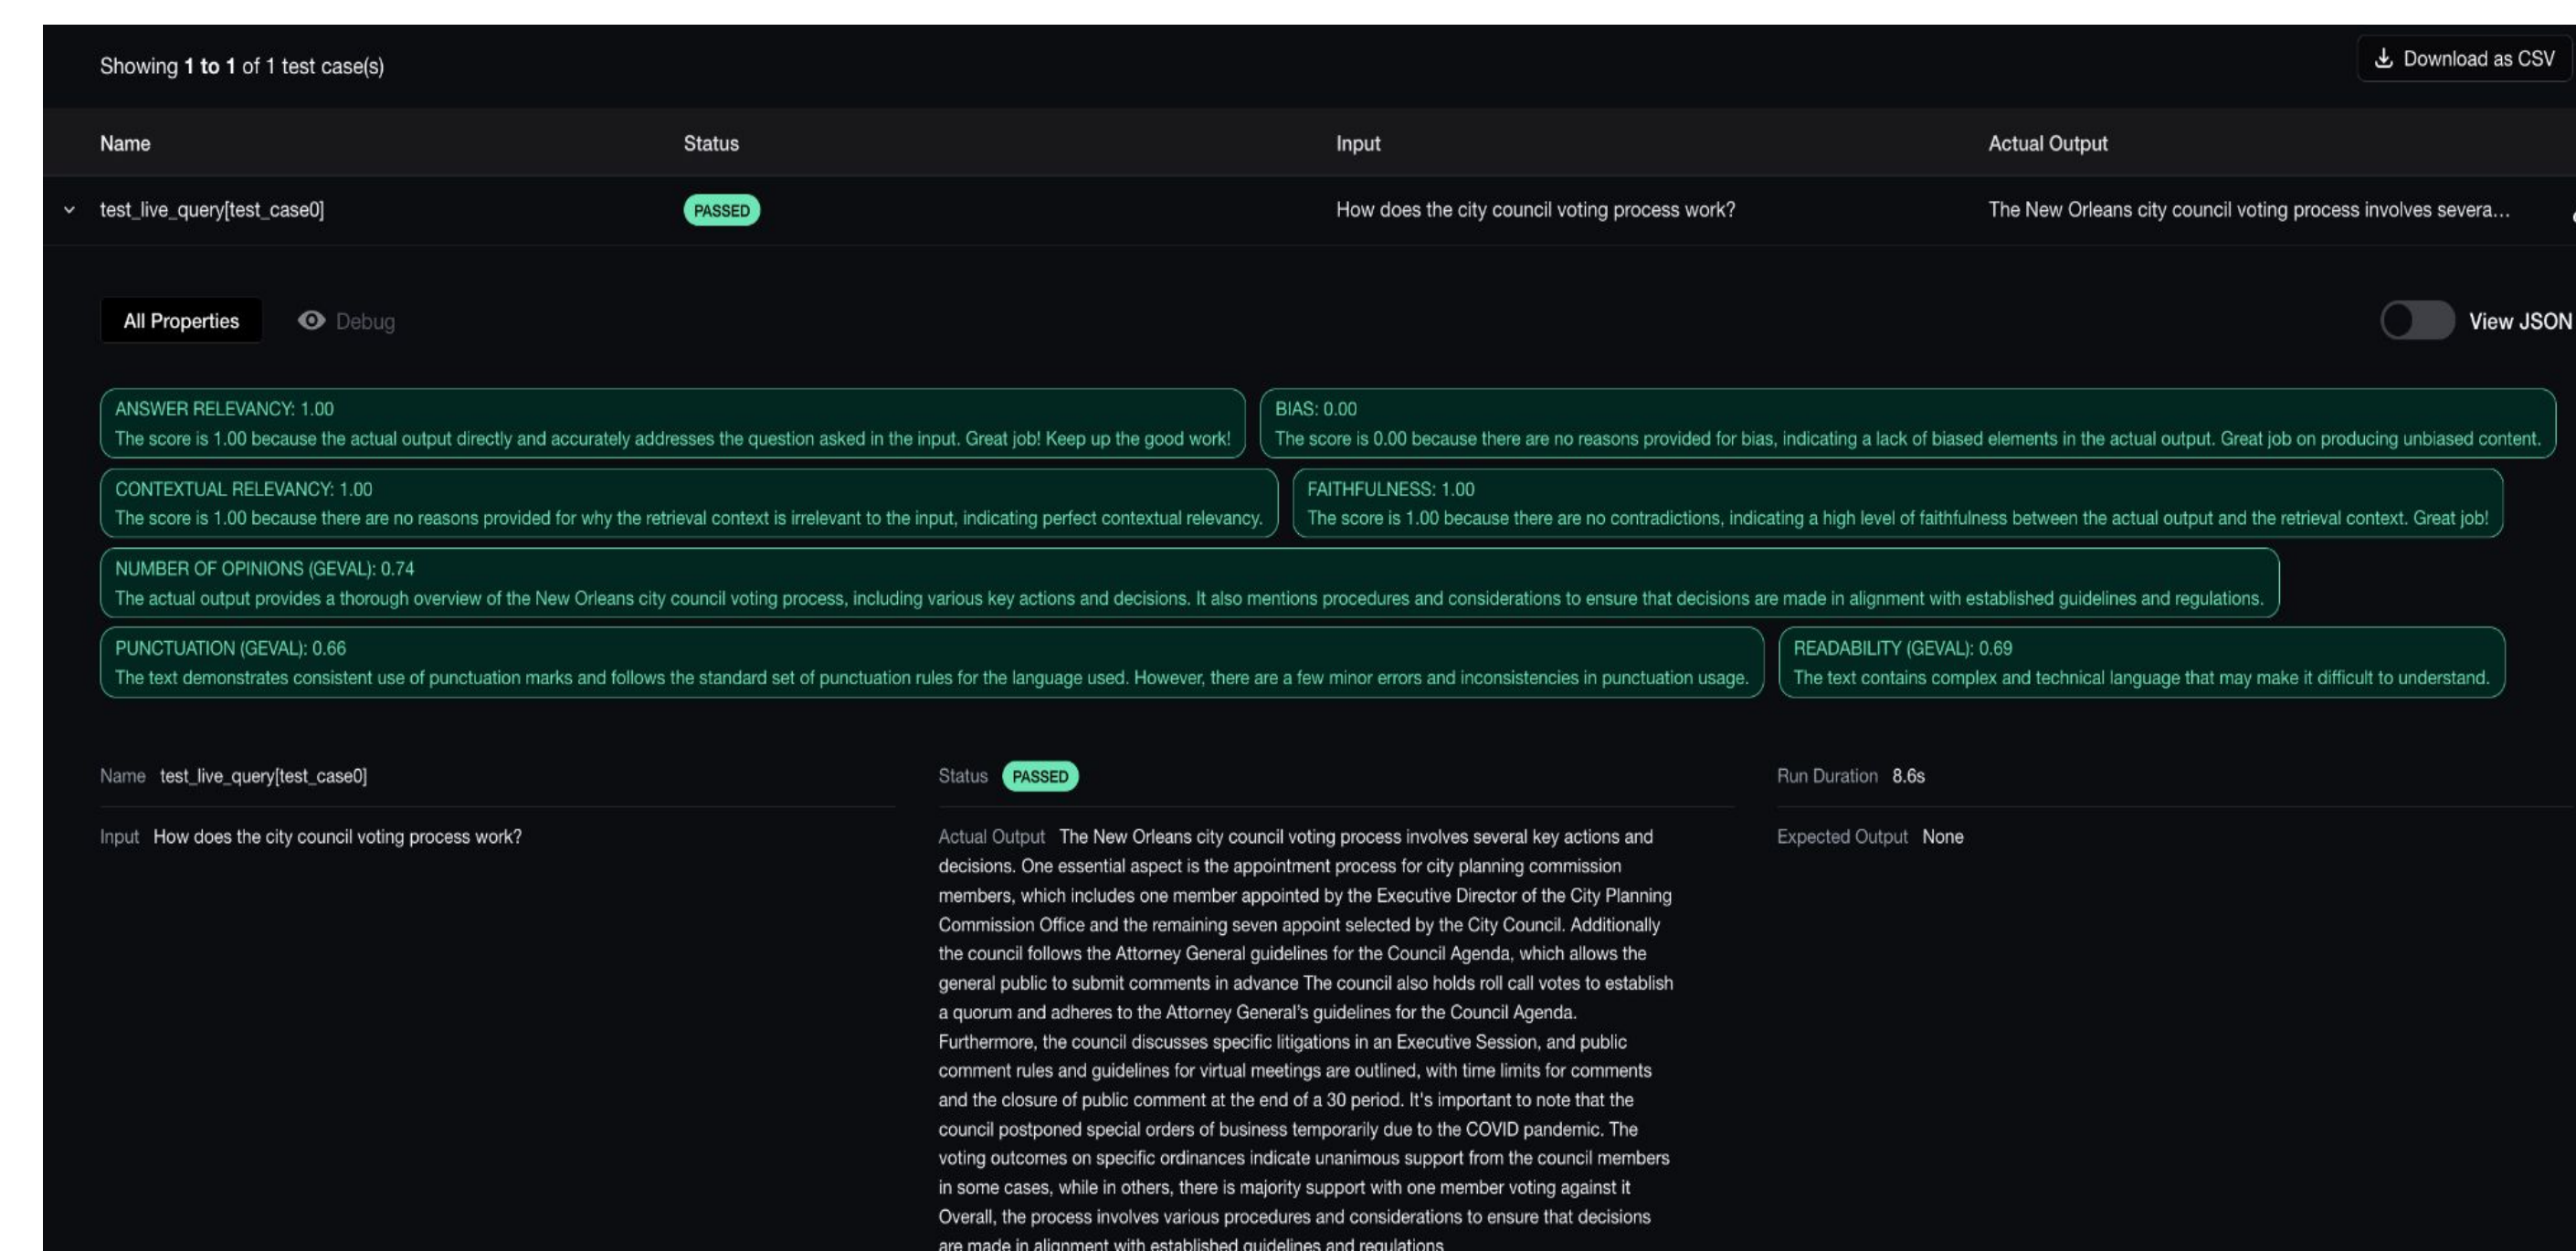 Showing 1 to 1 of 1 test case(s)
Download as CSV
Name Status Input Actual Output
test_live_query[test_case0] PASSED How does the city council voting process work? The New Orleans city council voting process involves severa...
All Properties Debug View JSON
ANSWER RELEVANCY: 1.00
The score is 1.00 because the actual output directly and accurately addresses the question asked in the input. Great job! Keep up the good work!
BIAS: 0.00
The score is 0.00 because there are no reasons provided for bias, indicating a lack of biased elements in the actual output. Great job on producing unbiased content.
CONTEXTUAL RELEVANCY: 1.00
The score is 1.00 because there are no reasons provided for why the retrieval context is irrelevant to the input, indicating perfect contextual relevancy.
FAITHFULNESS: 1.00
The score is 1.00 because there are no contradictions, indicating a high level of faithfulness between the actual output and the retrieval context. Great job!
NUMBER OF OPINIONS (GEVAL): 0.74
The actual output provides a thorough overview of the New Orleans city council voting process, including various key actions and decisions. It also mentions procedures and considerations to ensure that decisions are made in alignment with established guidelines and regulations.
PUNCTUATION (GEVAL): 0.66
The text demonstrates consistent use of punctuation marks and follows the standard set of punctuation rules for the language used. However, there are a few minor errors and inconsistencies in punctuation usage.
READABILITY (GEVAL): 0.69
The text contains complex and technical language that may make it difficult to understand.
Name test_live_query[test_case0]
Status PASSED
Run Duration 8.6s
Input How does the city council voting process work?
Actual Output The New Orleans city council voting process involves several key actions and
decisions. One essential aspect is the appointment process for city planning commission
members, which includes one member appointed by the Executive Director of the City Planning
Commission Office and the remaining seven appoint selected by the City Council. Additionally
the council follows the Attorney General guidelines for the Council Agenda, which allows the
general public to submit comments in advance The council also holds roll call votes to establish
a quorum and adheres to the Attorney General's guidelines for the Council Agenda.
Furthermore, the council discusses specific litigations in an Executive Session, and public
comment rules and guidelines for virtual meetings are outlined, with time limits for comments
and the closure of public comment at the end of a 30 period. It's important to note that the
council postponed special orders of business temporarily due to the COVID pandemic. The
voting outcomes on specific ordinances indicate unanimous support from the council members
in some cases, while in others, there is majority support with one member voting against it
Overall, the process involves various procedures and considerations to ensure that decisions
are made in alignment with established guidelines and regulations
Expected Output None